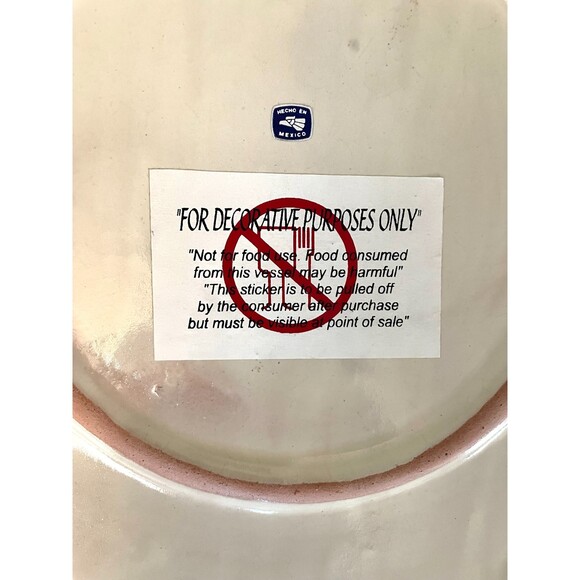 HECHO EN
MEXICO
"FOR DECORATIVE PURPOSES ONLY"
"Not for food use. Food consumed
from this vessel may be harmful"
"This sticker is to be pulled off
by the consumer after purchase
but must be visible at point of sale"